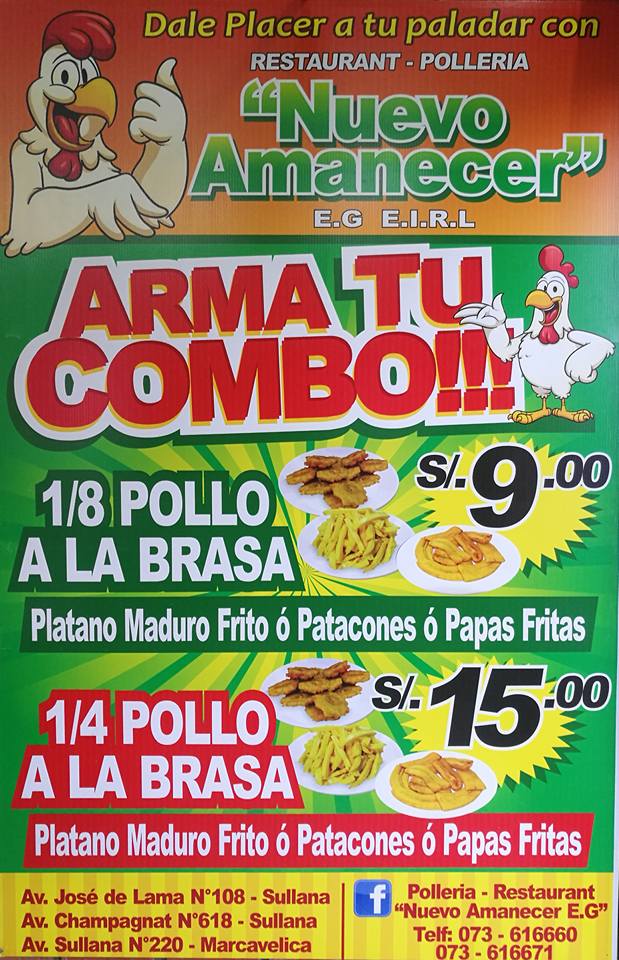 Dale Placer a tu paladar con
RESTAURANT - POLLERIA
“Nuevo
Amanecer”
E.G E.I.R.L
ARMA TU
COMBO!!!
1/8 POLLO
A LA BRASA
S/.9.00
Platano Maduro Frito ó Patacones ó Papas Fritas
1/4 POLLO
A LA BRASA
S/.15.00
Platano Maduro Frito ó Patacones ó Papas Fritas
Av. José de Lama N°108 - Sullana
Av. Champagnat N°618 - Sullana
Av. Sullana N°220 - Marcavelica
f
Polleria - Restaurant
“Nuevo Amanecer E.G”
Telf: 073 - 616660
073 - 616671